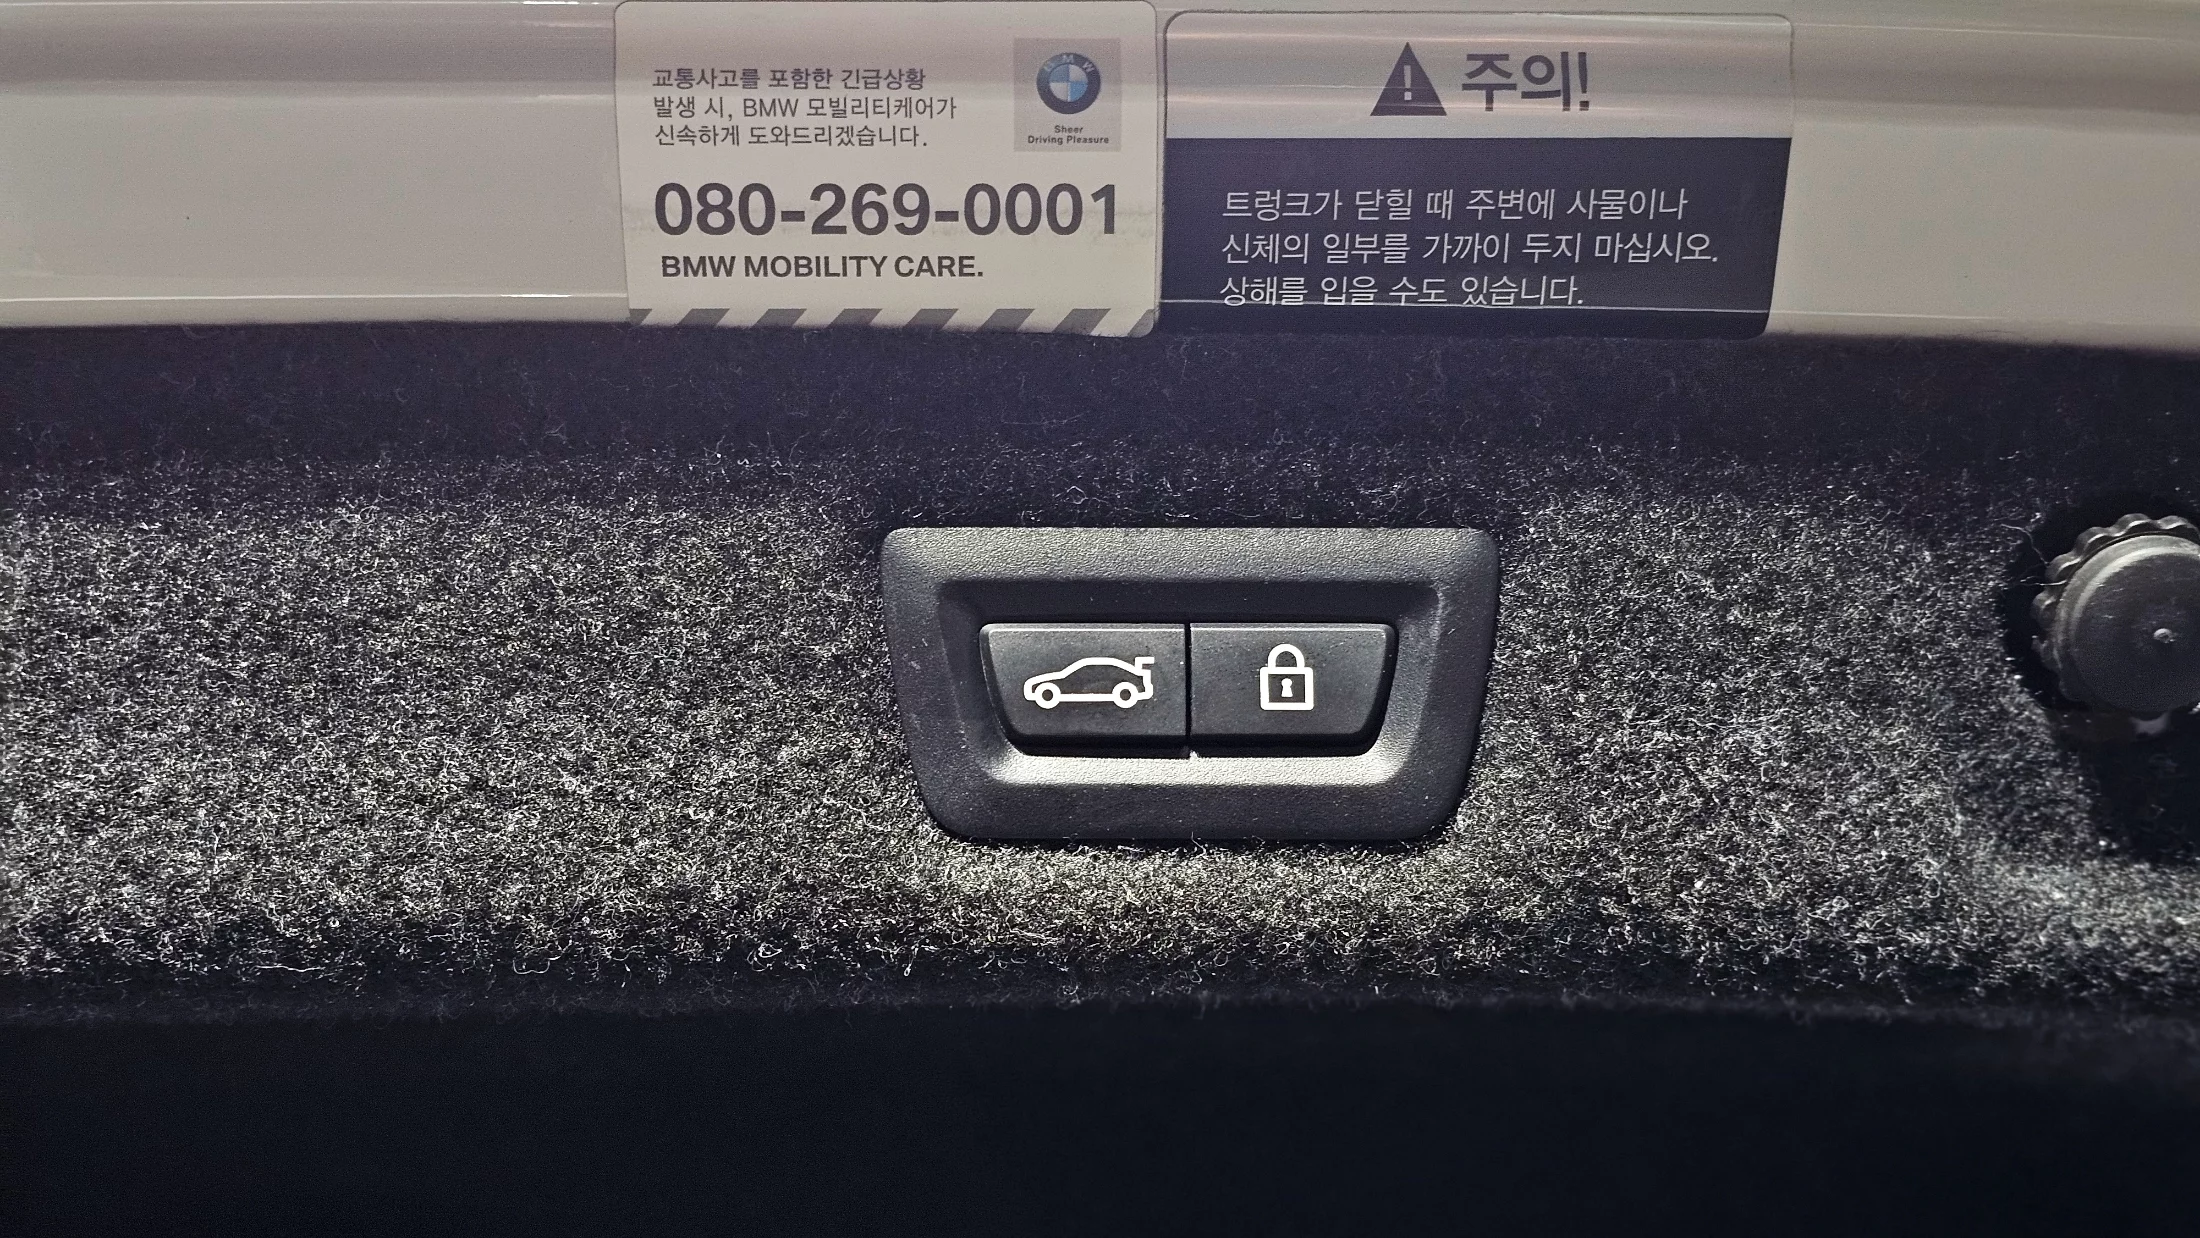 교통사고를 포함한 긴급상황
발생 시, BMW 모빌리티케어가
신속하게 도와드리겠습니다.
BMW
Sheer
Driving Pleasure
080-269-0001
BMW MOBILITY CARE.
주의!
트렁크가 닫힐 때 주변에 사물이나
신체의 일부를 가까이 두지 마십시오.
상해를 입을 수도 있습니다.